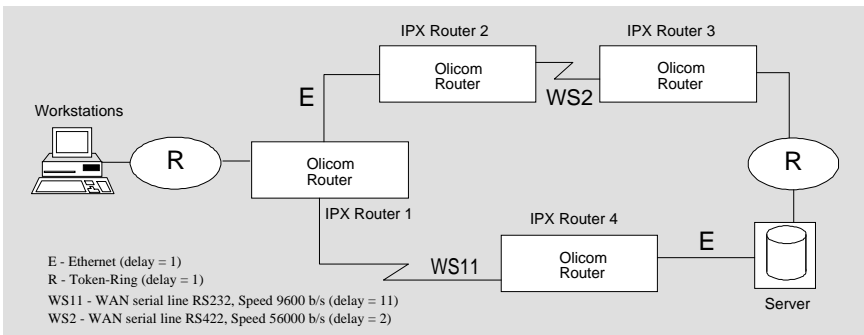 IPX Router 2
IPX Router 3
Olicom
Router
Olicom
Router
E
WS2
Workstations
R
Olicom
Router
R
IPX Router 1
IPX Router 4
WS11
Olicom
Router
E
Server
E - Ethernet (delay = 1)
R - Token-Ring (delay = 1)
WS11 - WAN serial line RS232, Speed 9600 b/s (delay = 11)
WS2 - WAN serial line RS422, Speed 56000 b/s (delay = 2)